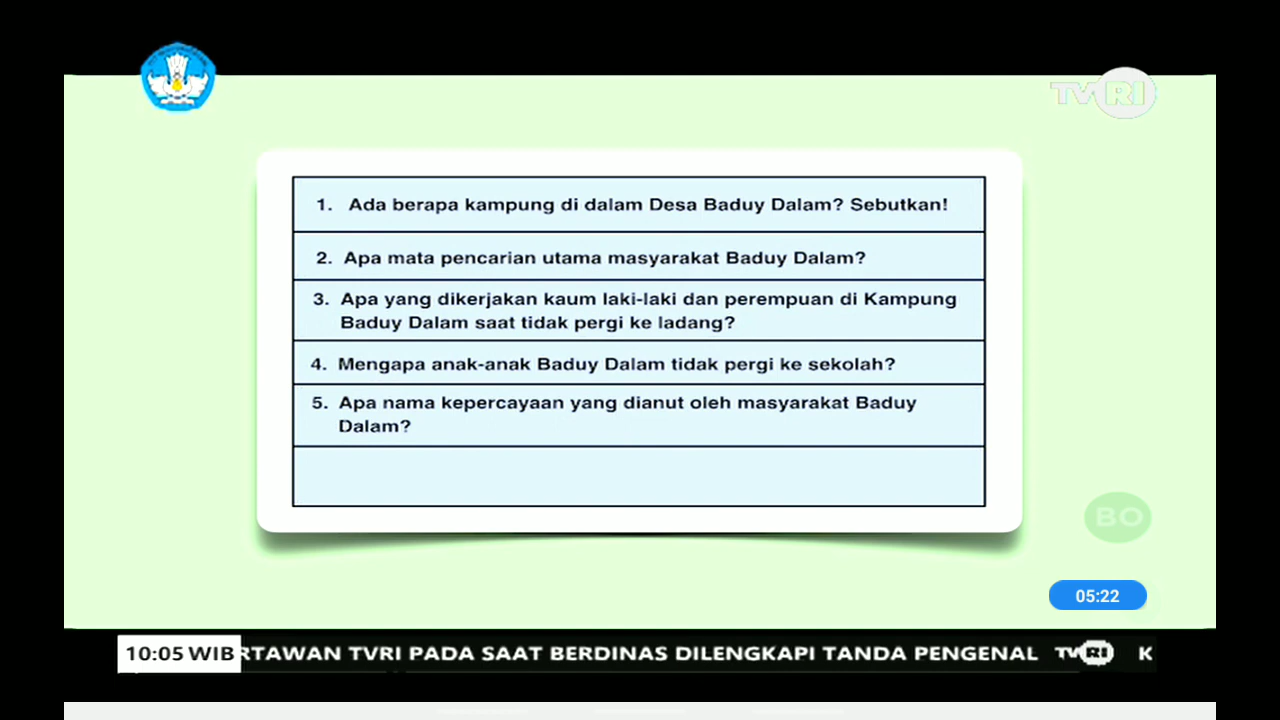 TVRI
1. Ada berapa kampung di dalam Desa Baduy Dalam? Sebutkan!
2. Apa mata pencarian utama masyarakat Baduy Dalam?
3. Apa yang dikerjakan kaum laki-laki dan perempuan di Kampung
Baduy Dalam saat tidak pergi ke ladang?
4. Mengapa anak-anak Baduy Dalam tidak pergi ke sekolah?
5. Apa nama kepercayaan yang dianut oleh masyarakat Baduy
Dalam?
BO
05:22
10:05 WIB RTAWAN TVRI PADA SAAT BERDINAS DILENGKAPI TANDA PENGENAL TVRI K